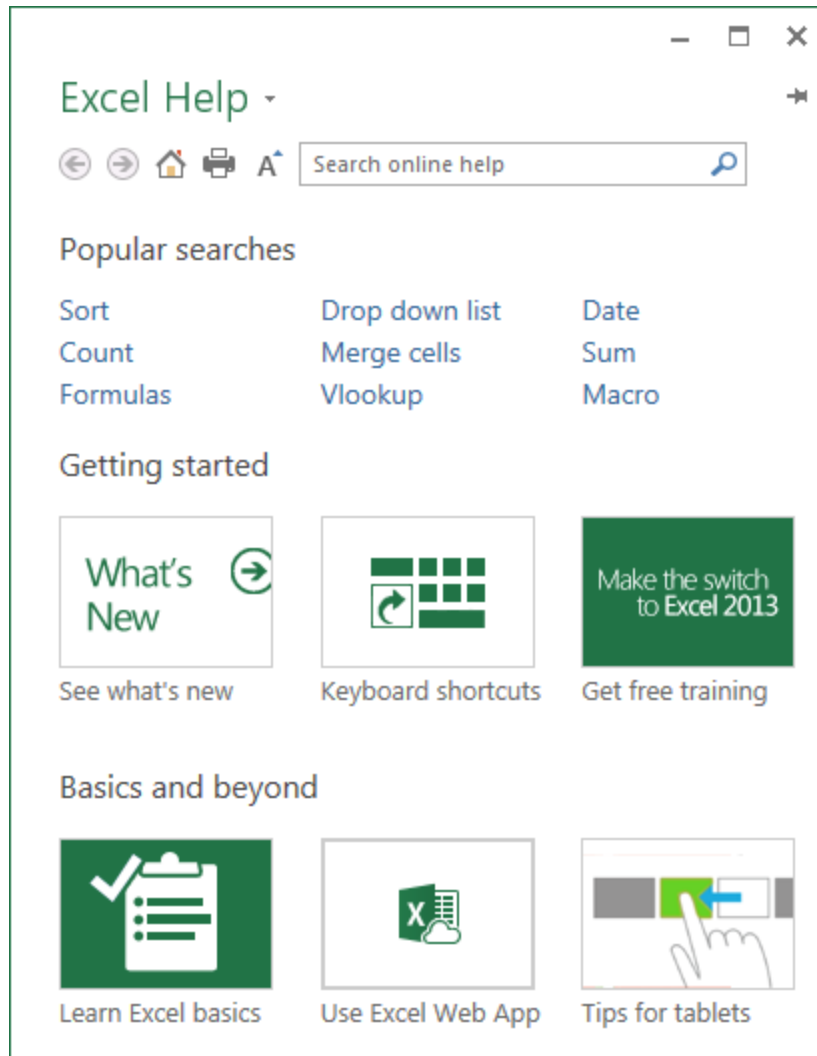 Excel Help
A
Search online help
Popular searches
Sort Drop down list Date
Count Merge cells Sum
Formulas Vlookup Macro
Getting started
What's
New
Make the switch
to Excel 2013
See what's new Keyboard shortcuts Get free training
Basics and beyond
X
Learn Excel basics Use Excel Web App Tips for tablets